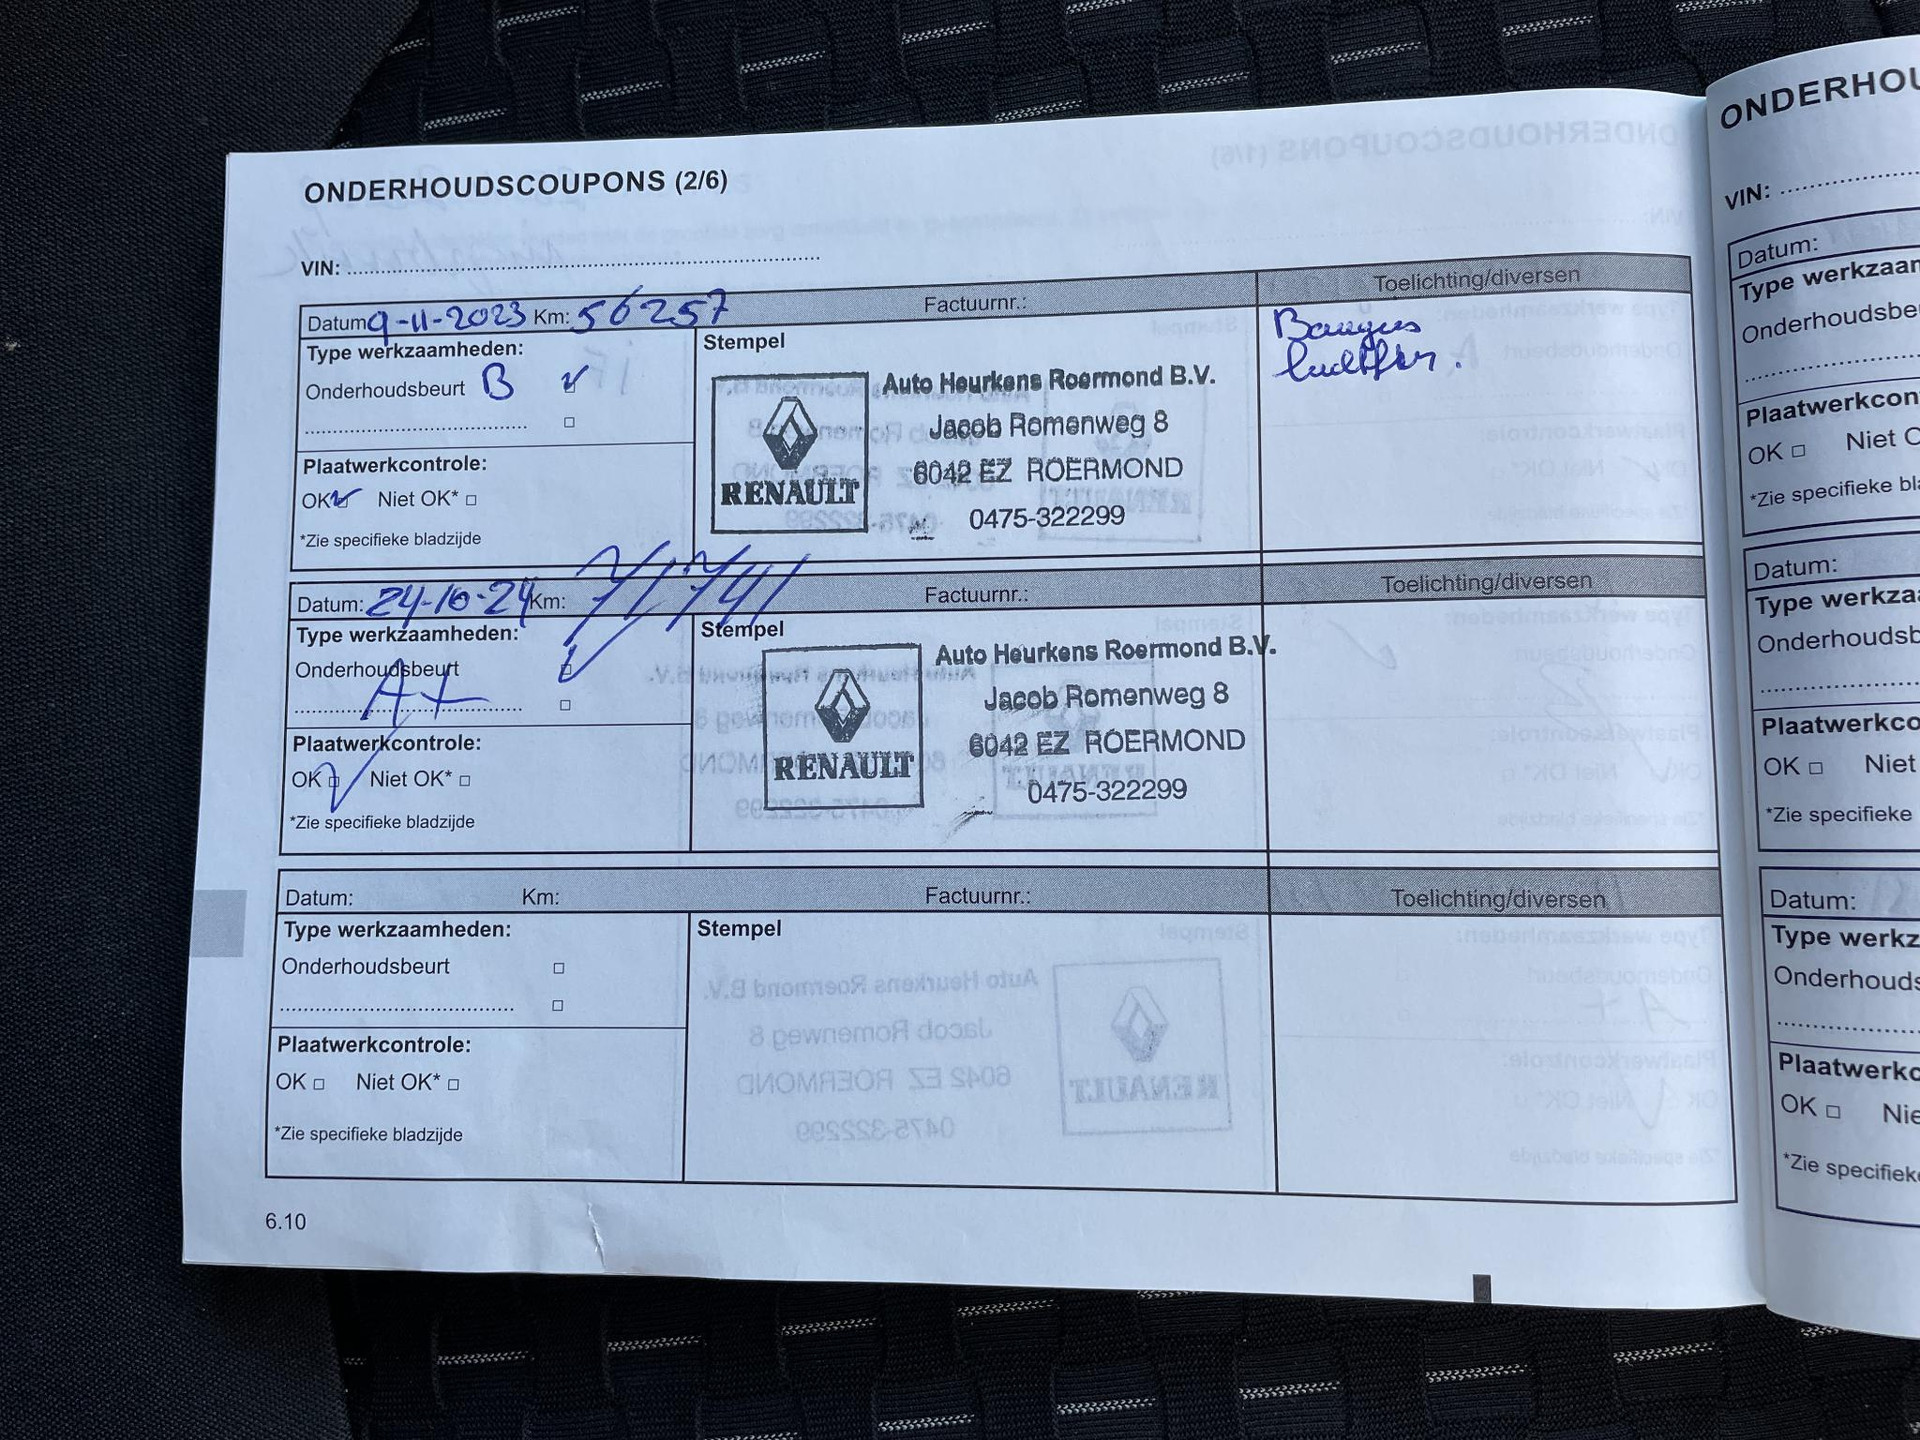 ONDERHOUDSCOUPONS (2/6)
VIN:
Datum 9-11-2023 Km: 56257 Factuurnr.: Toelichting/diversen
Type werkzaamheden:
Onderhoudsbeurt B
Stempel
Auto Heurkens Roermond B.V.
Jacob Romenweg 8
6042 EZ ROERMOND
0475-322299
RENAULT
Plaatwerkcontrole:
OK Niet OK*
*Zie specifieke bladzijde
Datum: 24-10-24 Km: 71741 Factuurnr.: Toelichting/diversen
Type werkzaamheden:
Onderhoudsbeurt
A+
Stempel
Auto Heurkens Roermond B.V.
Jacob Romenweg 8
6042 EZ ROERMOND
0475-322299
RENAULT
Plaatwerkcontrole:
OK Niet OK*
*Zie specifieke bladzijde
Datum: Km: Factuurnr.: Toelichting/diversen
Type werkzaamheden:
Onderhoudsbeurt
Stempel
Plaatwerkcontrole:
OK Niet OK*
*Zie specifieke bladzijde
6.10
ONDERHOU
VIN:
Datum:
Type werkzaam
Onderhoudsbeu
Plaatwerkcon
OK Niet O
*Zie specifieke bla
Datum:
Type werkza
Onderhoudsb
Plaatwerkco
OK Niet
*Zie specifieke
Datum:
Type werkz
Onderhouds
Plaatwerkc
OK Nie
*Zie specifiek